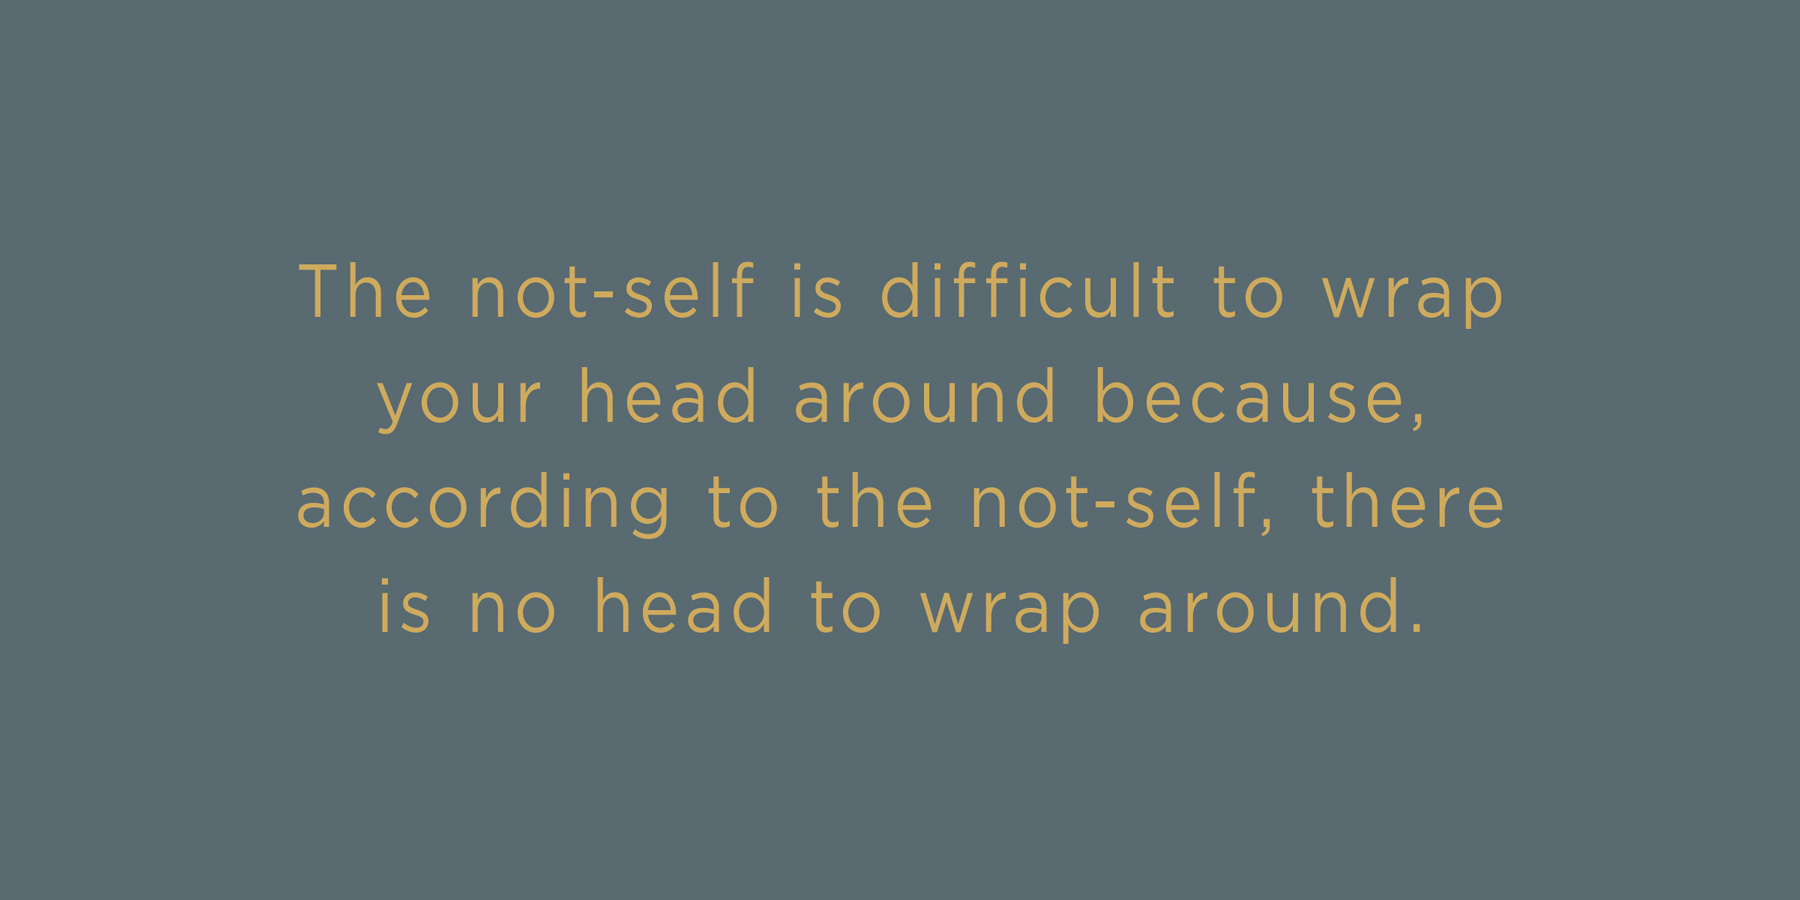 The not-self is difficult to wrap
your head around because,
according to the not-self, there
is no head to wrap around.